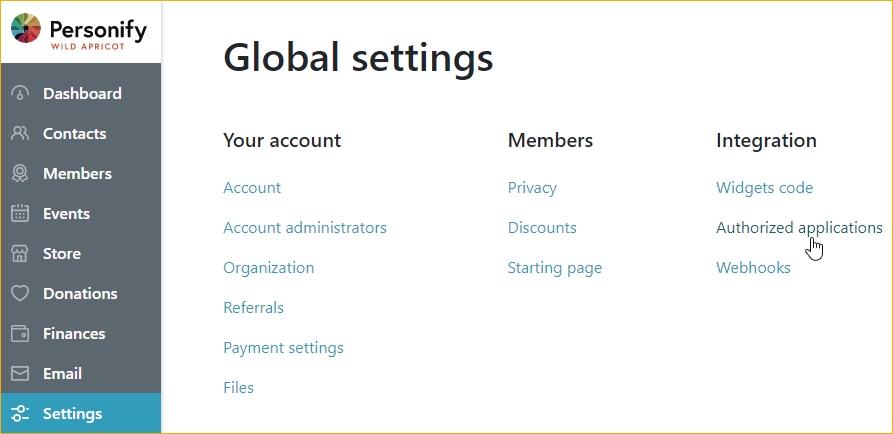 Personify
WILD APRICOT
Dashboard
Contacts
Members
Events
Store
Donations
Finances
Email
Settings
Global settings
Your account
Account
Account administrators
Organization
Referrals
Payment settings
Files
Members
Privacy
Discounts
Starting page
Integration
Widgets code
Authorized applications
Webhooks